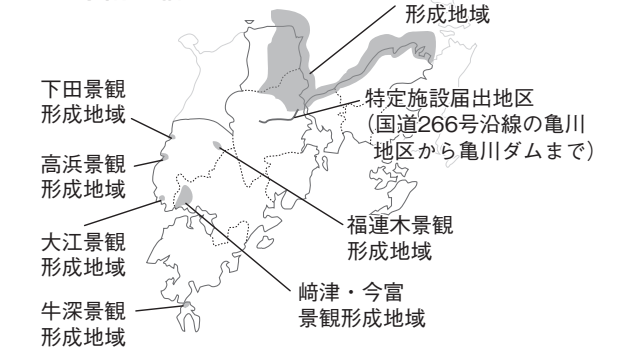 形成地域
下田景観
形成地域
特定施設届出地区
(国道266号沿線の亀川
地区から亀川ダムまで)
高浜景観
形成地域
福連木景観
形成地域
大江景観
形成地域
﨑津・今富
景観形成地域
牛深景観
形成地域